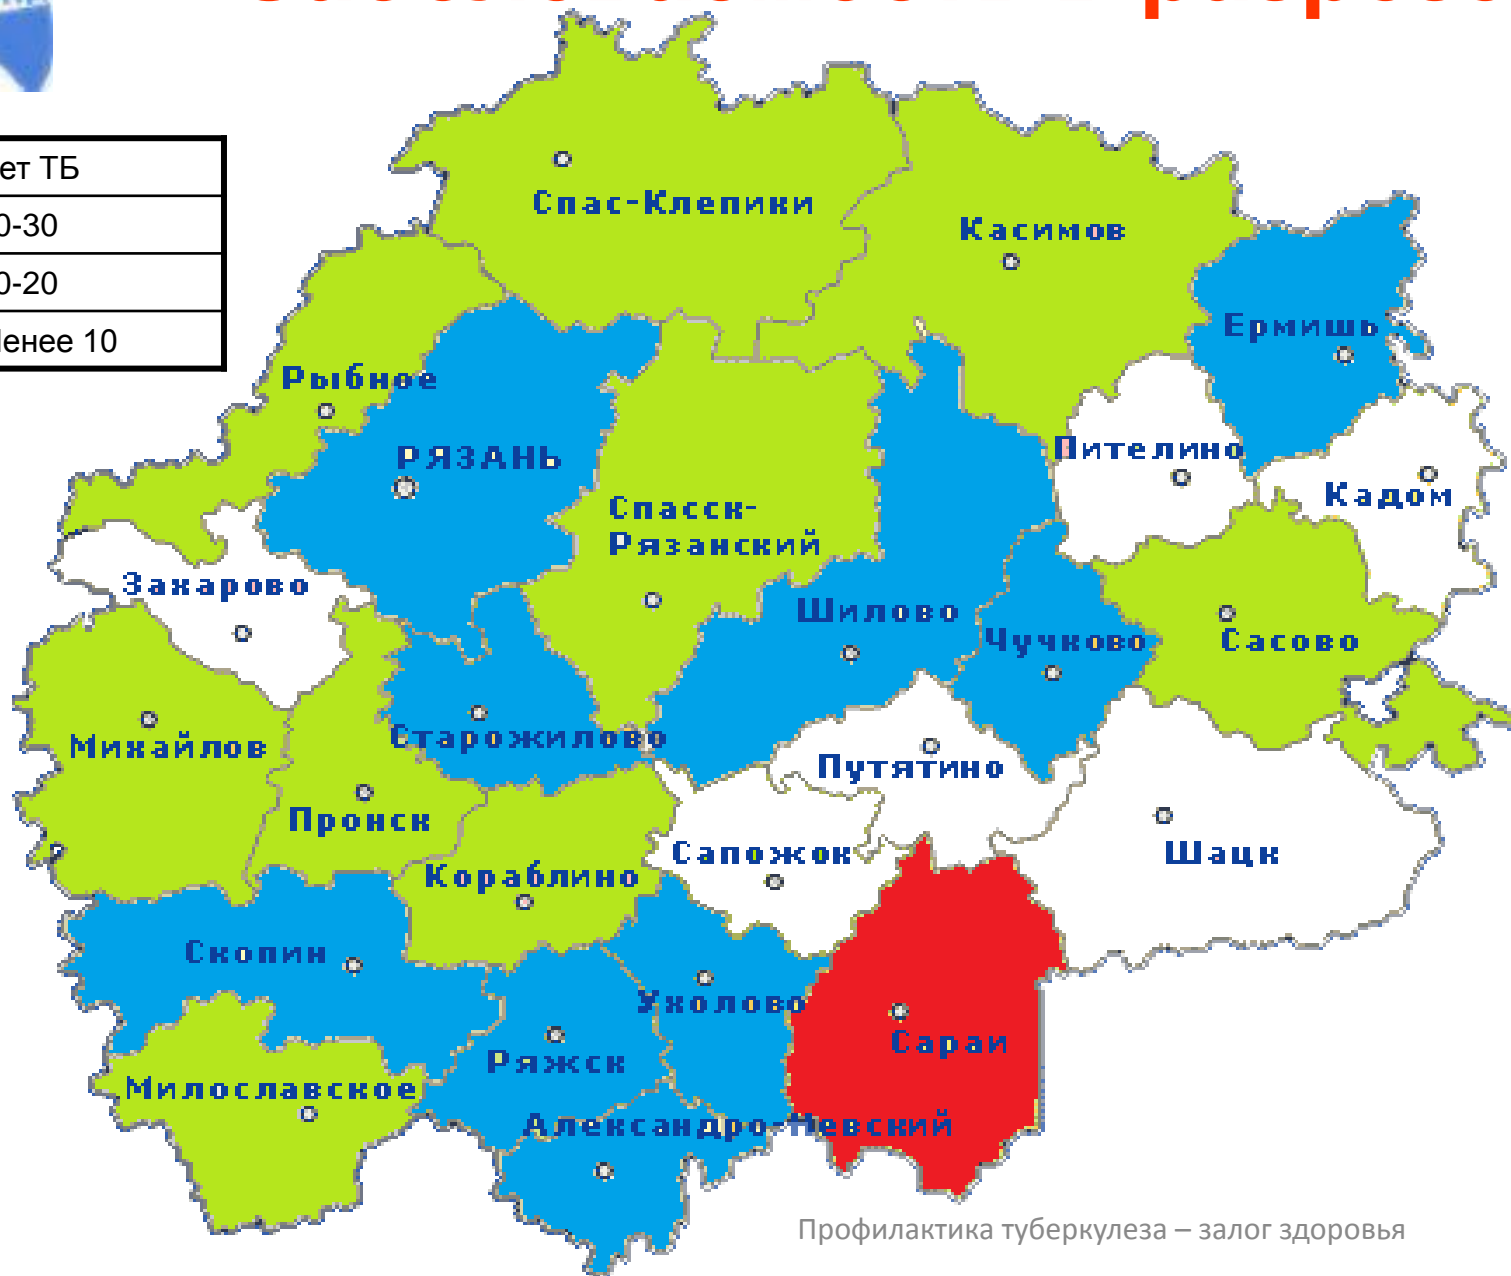 ет ТБ
0-30
0-20
енее 10
Спас-Клепики
Касимов
Ермишь
Рыбное
РЯЗАНЬ
Пителино
Кадом
Спасск-
Рязанский
Захарово
Шилово
Чучково
Сасово
Михайлов
Старожилово
Путятино
Пронск
Сапожок
Шацк
Кораблино
Скопин
Ухолово
Сараи
Ряжск
Милославское
Александро-Невский
Профилактика туберкулеза – залог здоровья